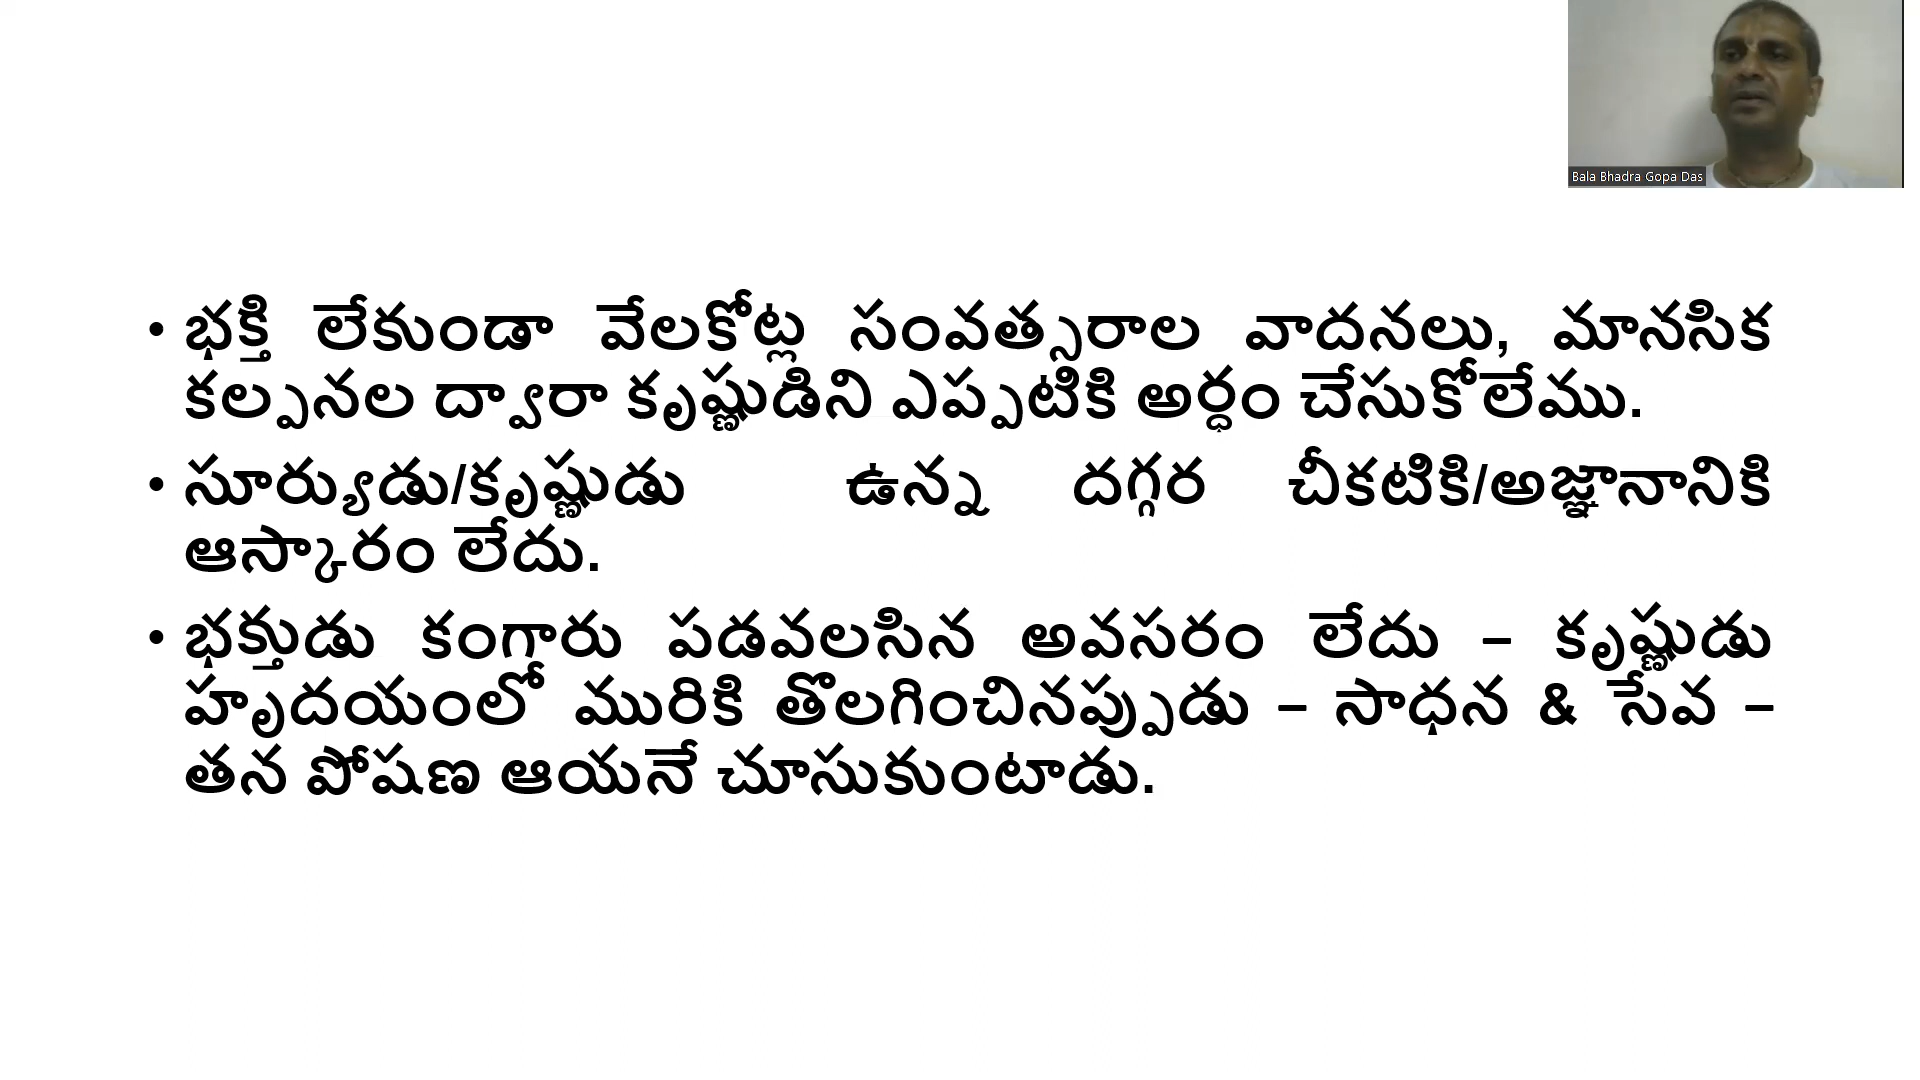 Bala Bhadra Gopa Das
• భక్తి లేకుండా వేలకోట్ల సంవత్సరాల వాదనలు, మానసిక
కల్పనల ద్వారా కృష్ణుడిని ఎప్పటికి అర్ధం చేసుకోలేము.
• సూర్యుడు/కృష్ణుడు ఉన్న దగ్గర చీకటికి/అజ్ఞానానికి
ఆస్కారం లేదు.
• భక్తుడు కంగారు పడవలసిన అవసరం లేదు – కృష్ణుడు
హృదయంలో మురికి తొలగించినప్పుడు – సాధన & సేవ –
తన పోషణ ఆయనే చూసుకుంటాడు.